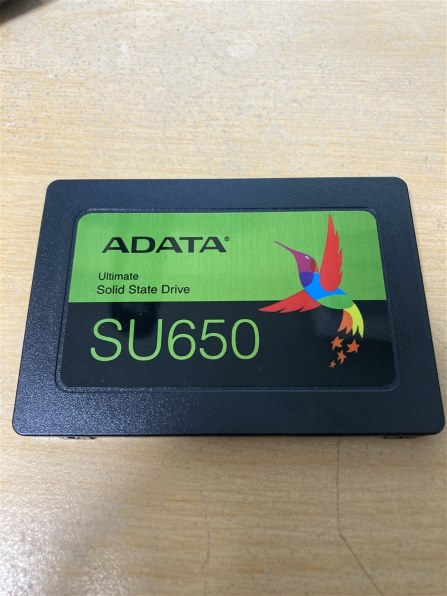 ADATA®
Ultimate
Solid State Drive
SU650